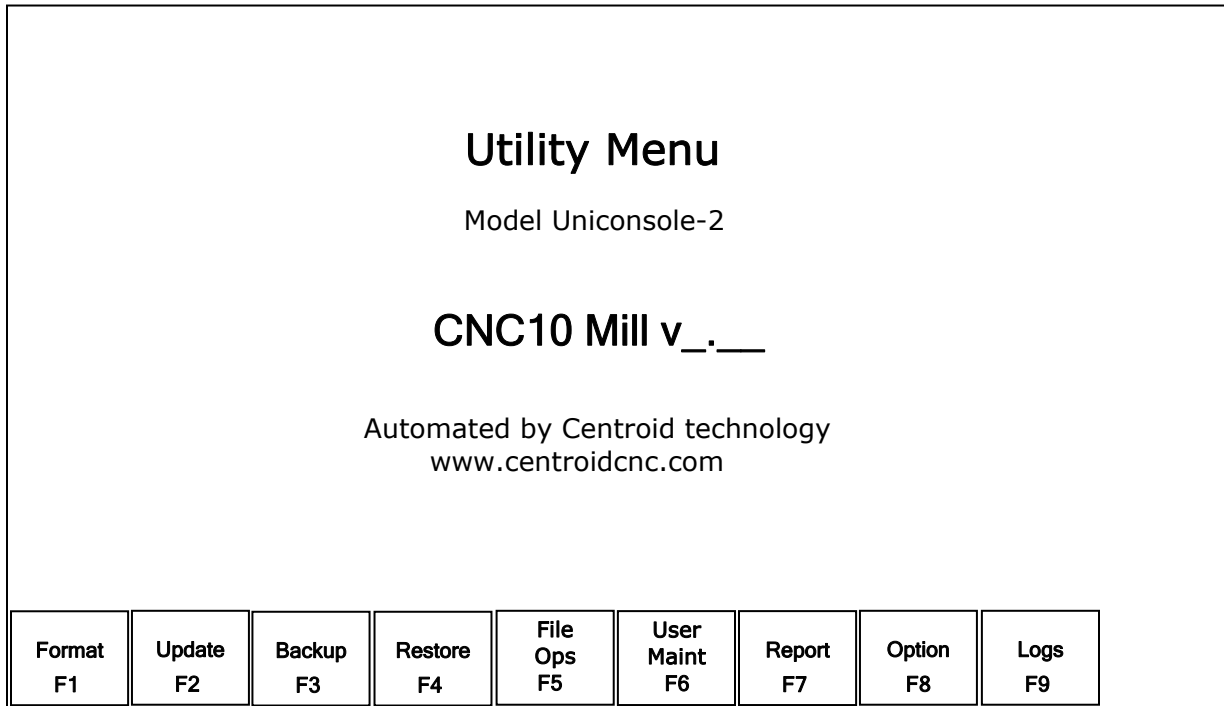 Utility Menu
Model Uniconsole-2
CNC10 Mill v_.__
Automated by Centroid technology
www.centroidcnc.com
Format
F1
Update
F2
Backup
F3
Restore
F4
File
Ops
F5
User
Maint
F6
Report
F7
Option
F8
Logs
F9